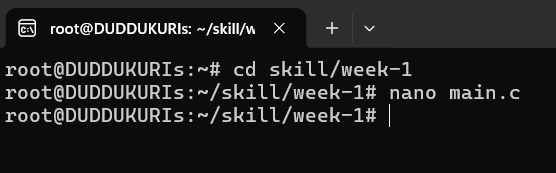 root@DUDDUKURIs: ~/skill/w
root@DUDDUKURIs:~# cd skill/week-1
root@DUDDUKURIs:~/skill/week-1# nano main.c
root@DUDDUKURIs:~/skill/week-1#